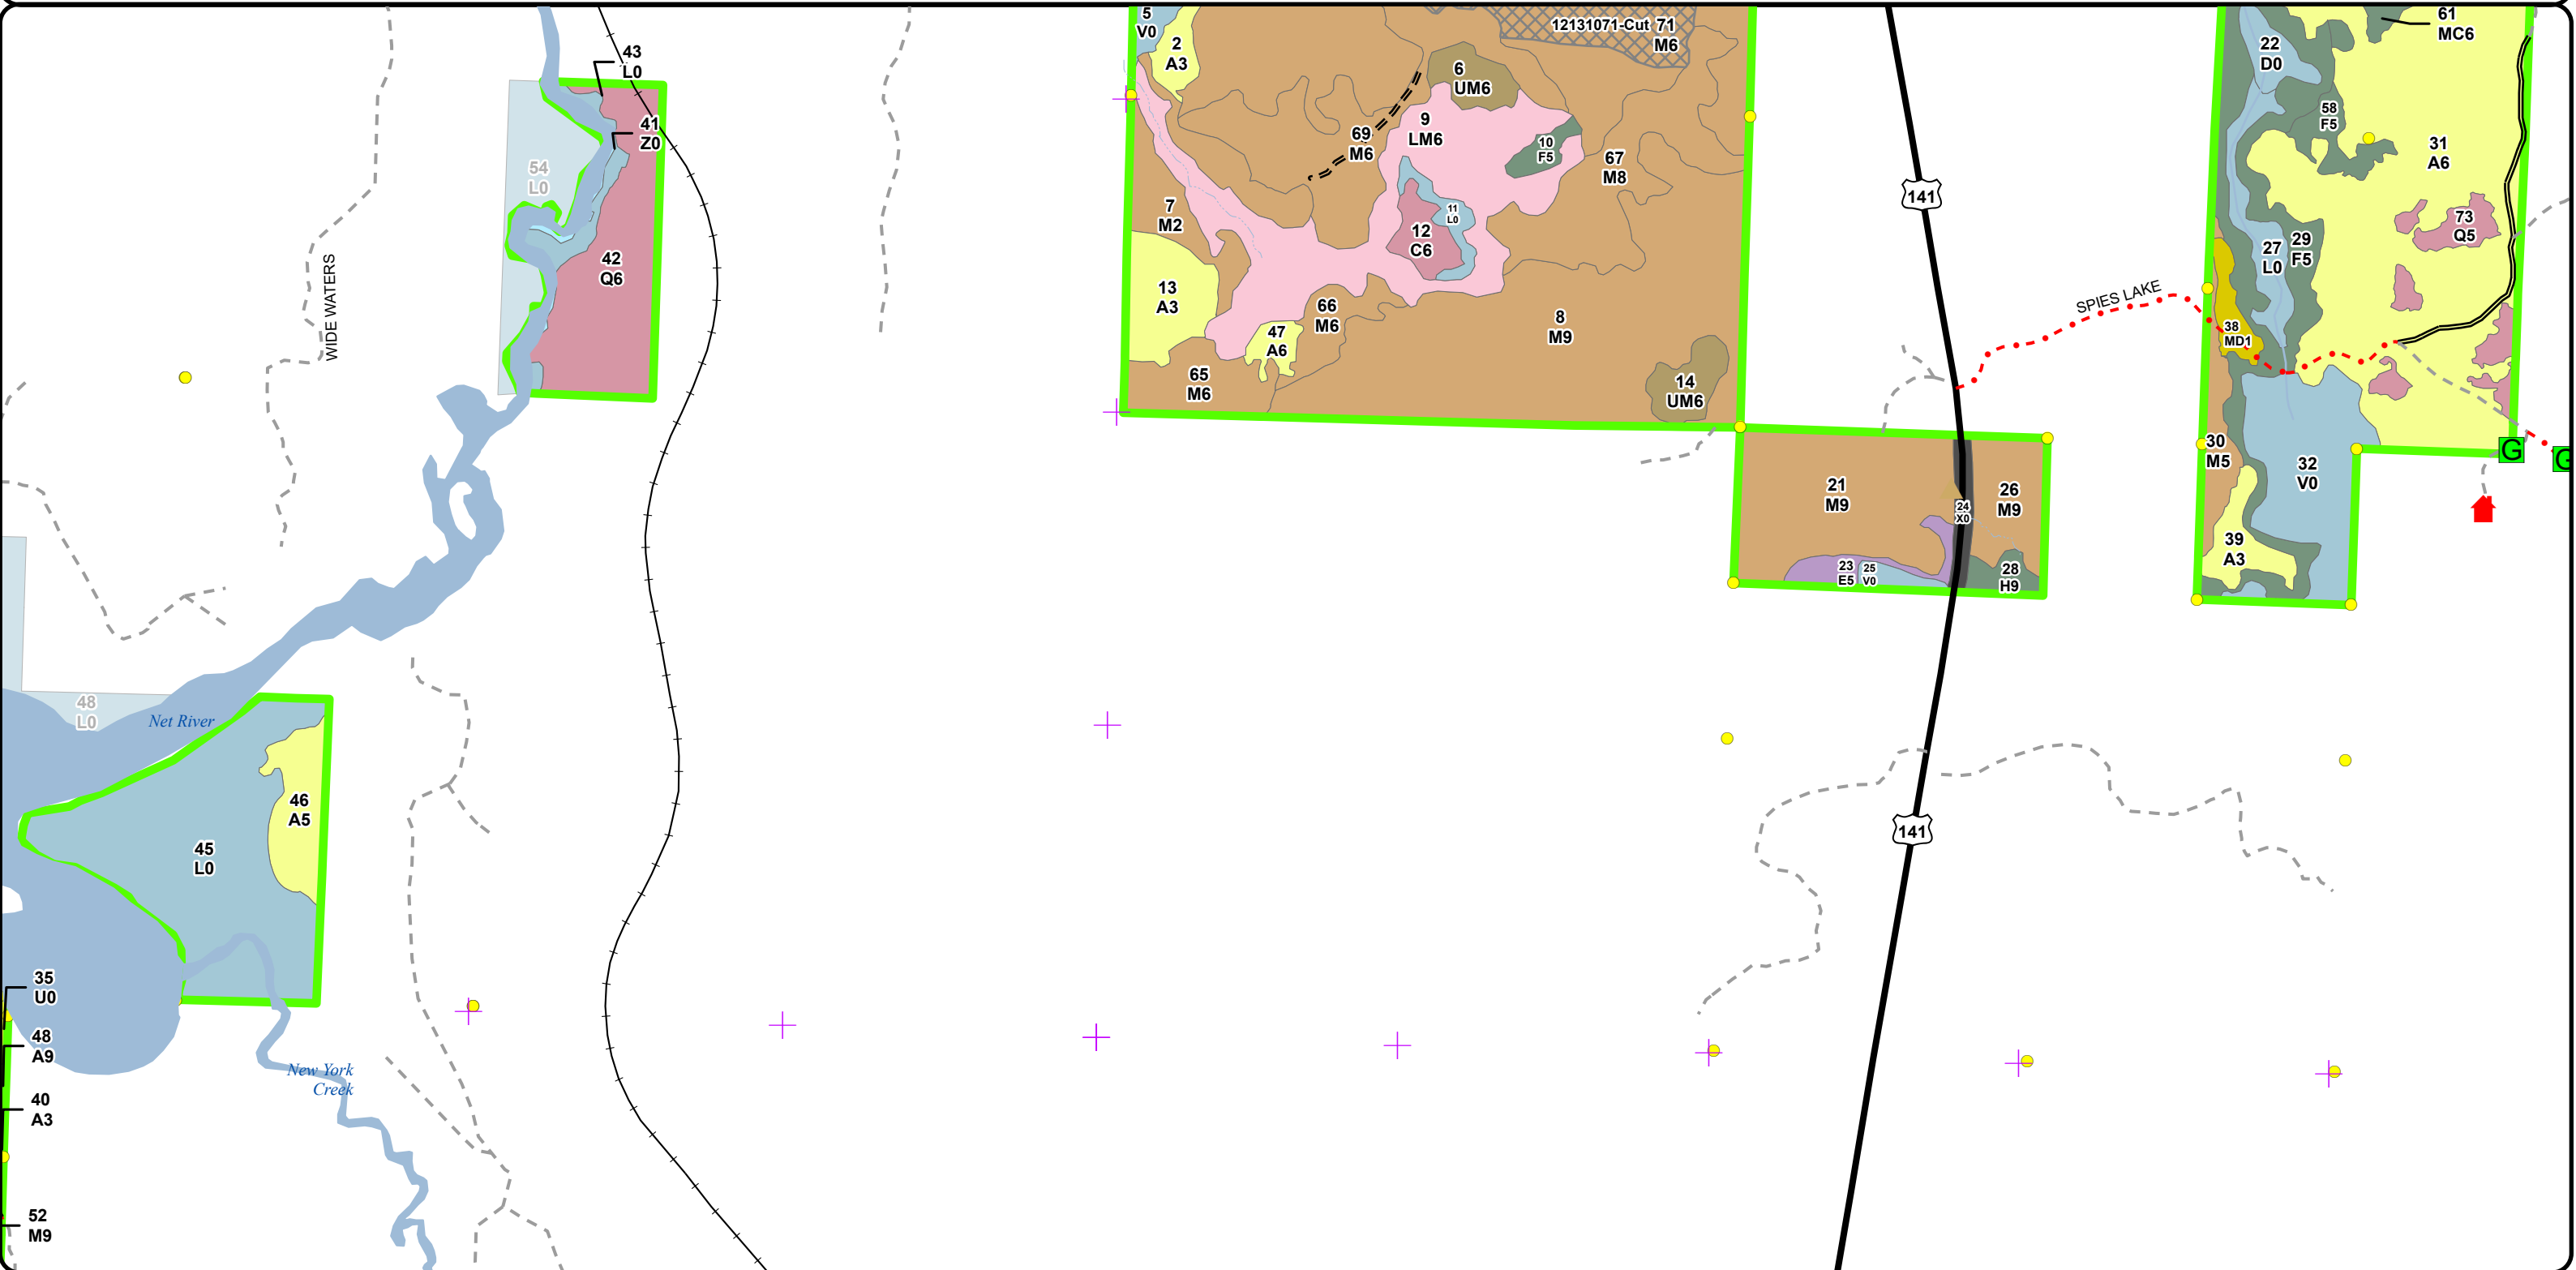 5
V0
2
A3
12131071-Cut 71
M6
61
MC6
22
D0
43
L0
6
UM6
58
F5
41
Z0
9
LM6
69
M6
10
F5
67
M8
31
A6
54
L0
141
7
M2
11
L0
12
C6
73
Q5
42
Q6
27
L0
29
F5
WIDE WATERS
13
A3
66
M6
8
M9
SPIES LAKE
47
A6
38
MD1
65
M6
14
UM6
30
M5
G
G
32
V0
21
M9
24
X0
26
M9
39
A3
23
E5
25
V0
28
H9
48
L0
Net River
46
A5
141
45
L0
35
U0
48
A9
New York
Creek
40
A3
52
M9